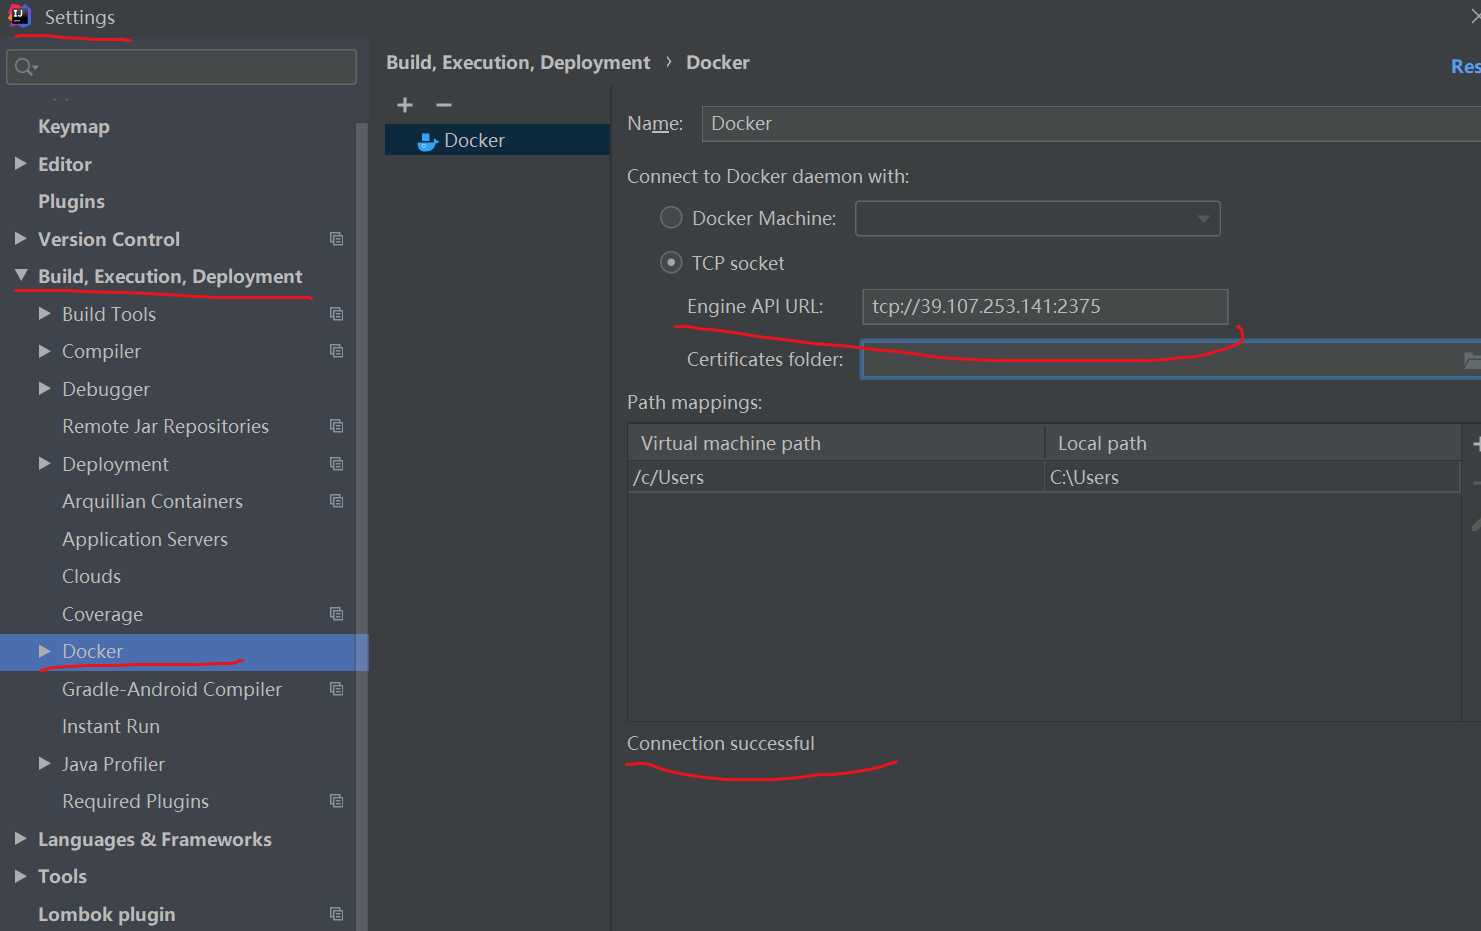 Settings
Build, Execution, Deployment › Docker
Res
Keymap
Editor
Plugins
Version Control
Build, Execution, Deployment
Build Tools
Compiler
Debugger
Remote Jar Repositories
Deployment
Arquillian Containers
Application Servers
Clouds
Coverage
Docker
Gradle-Android Compiler
Instant Run
Java Profiler
Required Plugins
Languages & Frameworks
Tools
Lombok plugin
Docker
Name: Docker
Connect to Docker daemon with:
Docker Machine:
TCP socket
Engine API URL: tcp://39.107.253.141:2375
Certificates folder:
Path mappings:
Virtual machine path Local path
/c/Users C:\Users
Connection successful